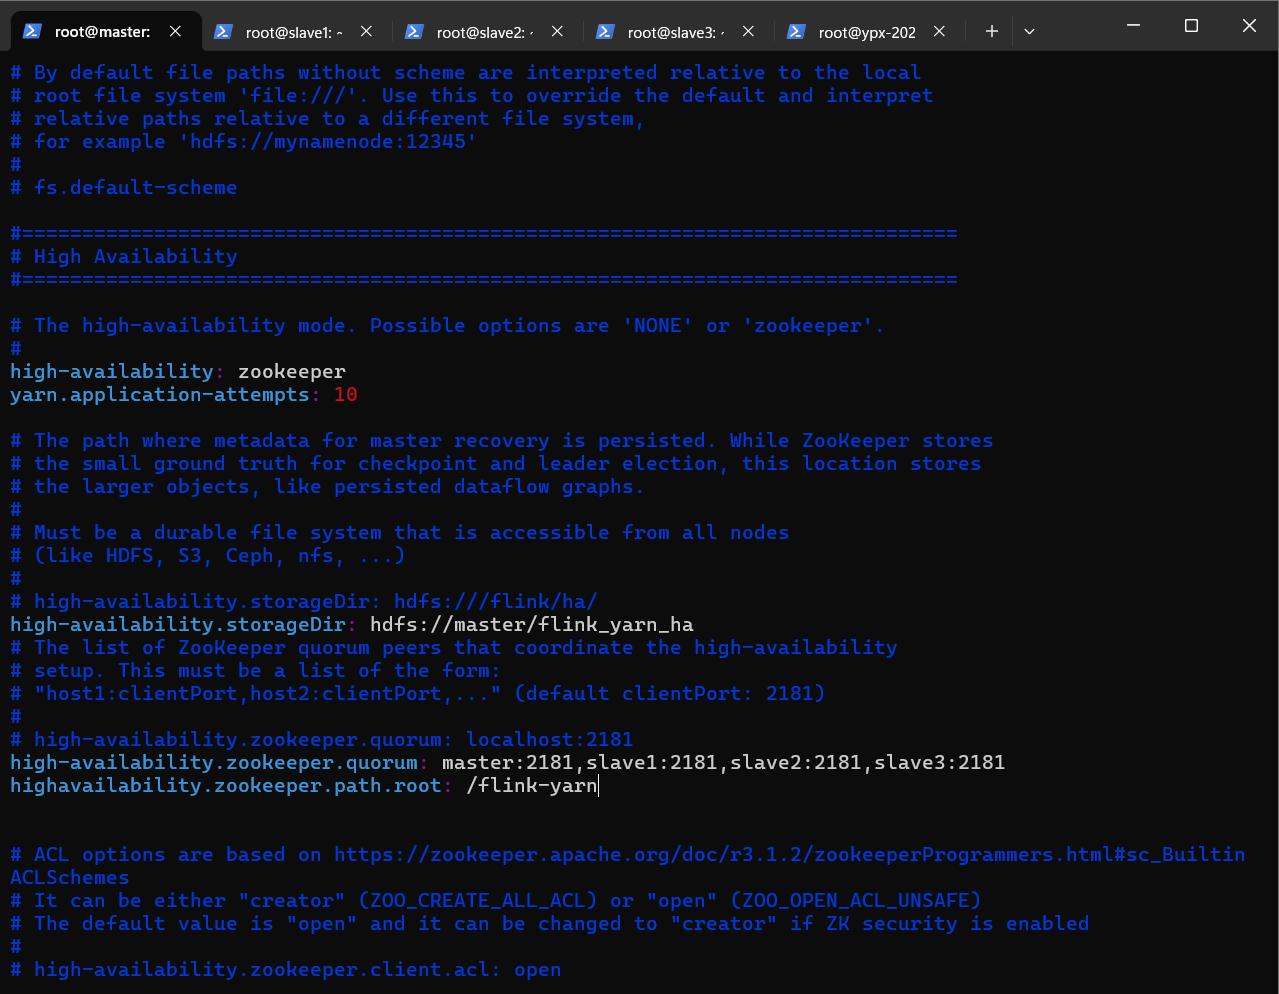 root@master:
root@slave1: ~
root@slave2: ~
root@slave3: ~
root@ypx-202
# By default file paths without scheme are interpreted relative to the local
# root file system 'file:///'. Use this to override the default and interpret
# relative paths relative to a different file system,
# for example 'hdfs://mynamenode:12345'
#
# fs.default-scheme
#==============================================================================
# High Availability
#==============================================================================
# The high-availability mode. Possible options are 'NONE' or 'zookeeper'.
#
high-availability: zookeeper
yarn.application-attempts: 10
# The path where metadata for master recovery is persisted. While ZooKeeper stores
# the small ground truth for checkpoint and leader election, this location stores
# the larger objects, like persisted dataflow graphs.
#
# Must be a durable file system that is accessible from all nodes
# (like HDFS, S3, Ceph, nfs, ...)
#
# high-availability.storageDir: hdfs:///flink/ha/
high-availability.storageDir: hdfs://master/flink_yarn_ha
# The list of ZooKeeper quorum peers that coordinate the high-availability
# setup. This must be a list of the form:
# "host1:clientPort,host2:clientPort,..." (default clientPort: 2181)
#
# high-availability.zookeeper.quorum: localhost:2181
high-availability.zookeeper.quorum: master:2181,slave1:2181,slave2:2181,slave3:2181
highavailability.zookeeper.path.root: /flink-yarn
# ACL options are based on https://zookeeper.apache.org/doc/r3.1.2/zookeeperProgrammers.html#sc_Builtin
ACLSchemes
# It can be either "creator" (ZOO_CREATE_ALL_ACL) or "open" (ZOO_OPEN_ACL_UNSAFE)
# The default value is "open" and it can be changed to "creator" if ZK security is enabled
#
# high-availability.zookeeper.client.acl: open